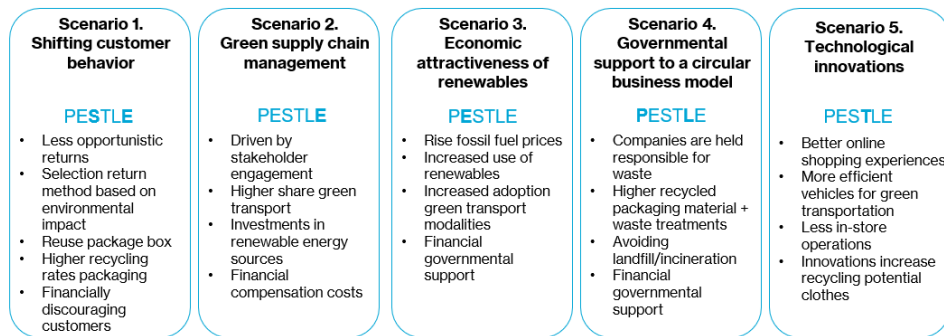 Scenario 1.
Shifting customer
behavior
PESTLE
• Less opportunistic
returns
• Selection return
method based on
environmental
impact
• Reuse package box
• Higher recycling
rates packaging
• Financially
discouraging
customers
Scenario 2.
Green supply chain
management
PESTLE
• Driven by
stakeholder
engagement
• Higher share green
transport
• Investments in
renewable energy
sources
• Financial
compensation costs
Scenario 3.
Economic
attractiveness of
renewables
PESTLE
• Rise fossil fuel prices
• Increased use of
renewables
• Increased adoption
green transport
modalities
• Financial
governmental
support
Scenario 4.
Governmental
support to a circular
business model
PESTLE
• Companies are held
responsible for
waste
• Higher recycled
packaging material +
waste treatments
• Avoiding
landfill/incineration
• Financial
governmental
support
Scenario 5.
Technological
innovations
PESTLE
• Better online
shopping experiences
• More efficient
vehicles for green
transportation
• Less in-store
operations
• Innovations increase
recycling potential
clothes